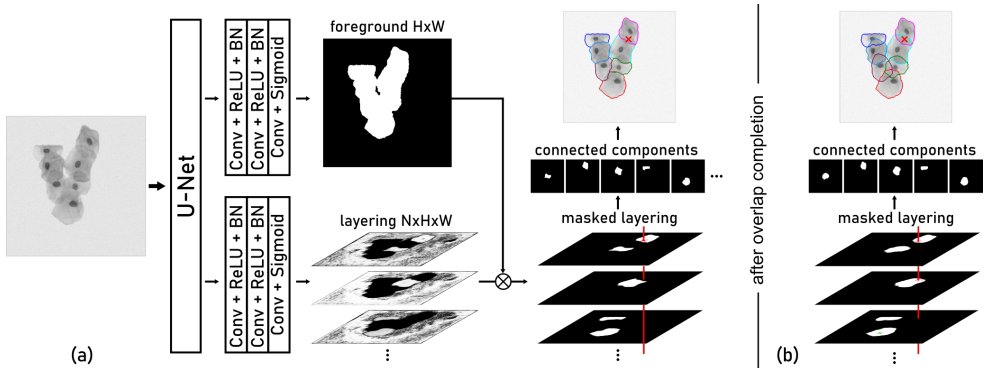 U-Net
Conv + ReLU + BN
Conv + ReLU + BN
Conv + Sigmoid
foreground HxW
Conv + ReLU + BN
Conv + ReLU + BN
Conv + Sigmoid
layering NxHxW
connected components
...
masked layering
after overlap completion
connected components
masked layering
(a)
...
...
(b)
...